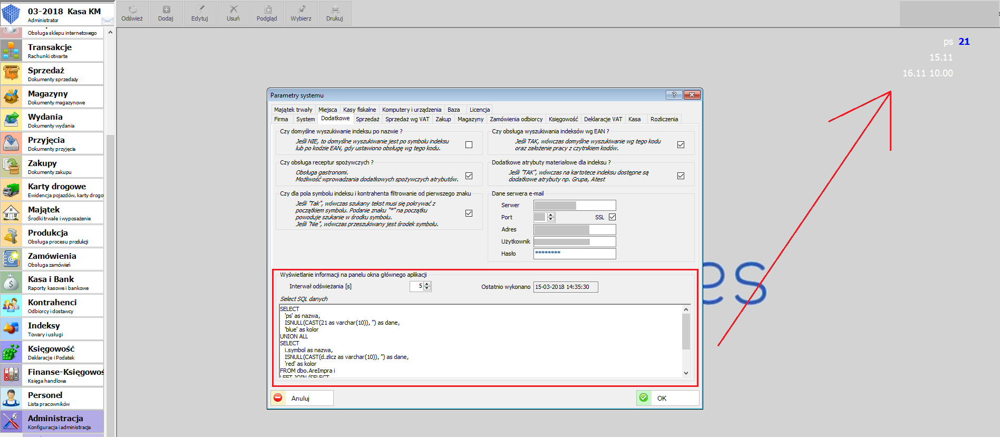 03-2018 Kasa KM
Administrator
Odśwież
Dodaj
Edytuj
Usuń
Podgląd
Wybierz
Drukuj
Obsługa sklepu internetowego
Transakcje
Rachunki otwarte
Sprzedaż
Dokumenty sprzedaży
Magazyny
Dokumenty magazynowe
Wydania
Dokumenty wydania
Przyjęcia
Dokumenty przyjęcia
Zakupy
Dokumenty zakupu
Karty drogowe
Ewidencja pojazdów, karty drogo
Majątek
Środki trwałe i wyposażenie
Produkcja
Obsługa procesu produkcji
Zamówienia
Obsługa zamówień
Kasa i Bank
Raporty kasowe i bankowe
Kontrahenci
Odbiorcy i dostawcy
Indeksy
Towary i usługi
Księgowość
Deklaracje i Podatek
Finanse-Księgowoś
Księga handlowa
Personel
Lista pracowników
Administracja
Konfiguracja i administracja
ps 21
15.11
16.11 10.00
es
Parametry systemu
Majątek trwały Miejsca Kasy fiskalne Komputery i urządzenia Baza Licencja
Firma System Dodatkowe Sprzedaż Sprzedaż wg VAT Zakup Magazyny Zamówienia odbiorcy Księgowość Deklaracje VAT Kasa Rozliczenia
Czy domyślne wyszukiwanie indeksu po nazwie ?
Jeśli NIE, to domyślne wyszukiwanie jest po symbolu indeksu
lub po kodzie EAN, gdy ustawiono obsługę wg tego kodu.
Czy obsługa wyszukiwania indeksów wg EAN ?
Jeśli TAK, wówczas domyślne wyszukiwanie wg tego kodu
oraz założenie pracy z czytnikiem kodów.
Czy obsługa receptur spożywczych ?
Obsługa gastronomi.
Możliwość wprowadzania dodatkowych spożywczych atrybutów.
Dodatkowe atrybuty materiałowe dla indeksu ?
Jeśli "TAK", wówczas na kartotece indeksu dostępne są
dodatkowe atrybuty np. Grupa, Atest
Czy dla pola symbolu indeksu i kontrahenta filtrowanie od pierwszego znaku
Jeśli "Tak", wówczas szukany tekst musi się pokrywać z
początkiem symbolu. Podanie znaku "*" na początku
powoduje szukanie w środku symbolu.
Jeśli "Nie", wówczas przeszukiwany jest środek symbolu.
Dane serwera e-mail
Serwer
Port SSL
Adres
Użytkownik
Hasło ********
Wyświetlanie informacji na panelu okna głównego aplikacji
Interwał odświeżania [s] 5 Ostatnio wykonano 15-03-2018 14:35:30
Select SQL danych
SELECT
'ps' as nazwa,
ISNULL(CAST(21 as varchar(10)), '') as dane,
'blue' as kolor
UNION ALL
SELECT
i.symbol as nazwa,
ISNULL(CAST(d.zlicz as varchar(10)), '') as dane,
'red' as kolor
FROM dbo.AreImpra i
LEFT JOIN (SELECT
Anuluj
OK